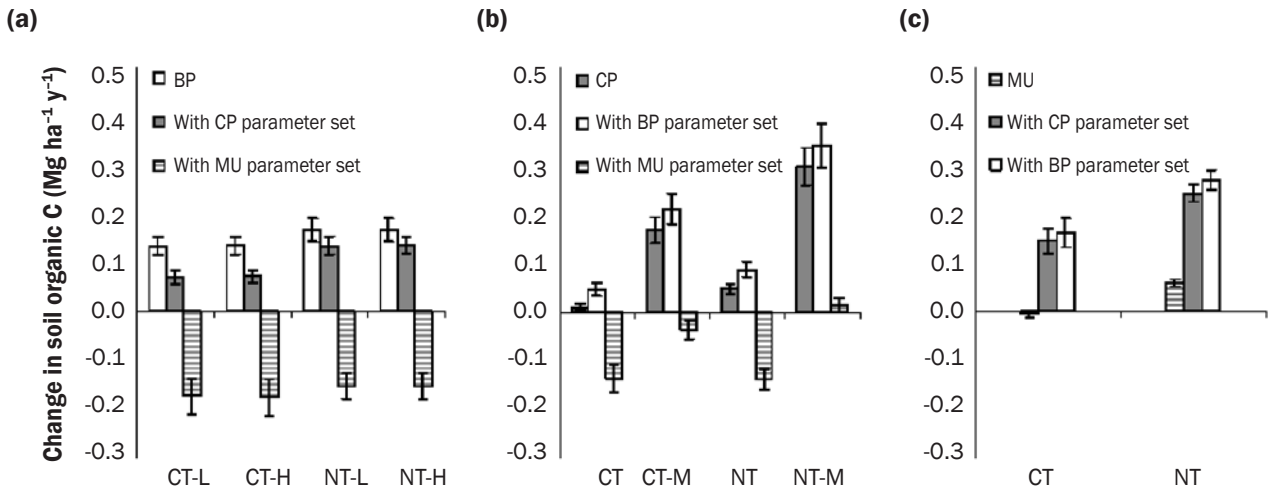 (a)
Change in soil organic C (Mg ha⁻¹ y⁻¹)
0.5
0.4
0.3
0.2
0.1
0.0
-0.1
-0.2
-0.3
BP
With CP parameter set
With MU parameter set
CT-L CT-H NT-L NT-H
(b)
0.5
0.4
0.3
0.2
0.1
0.0
-0.1
-0.2
-0.3
CP
With BP parameter set
With MU parameter set
CT CT-M NT NT-M
(c)
0.5
0.4
0.3
0.2
0.1
0.0
-0.1
-0.2
-0.3
MU
With CP parameter set
With BP parameter set
CT NT